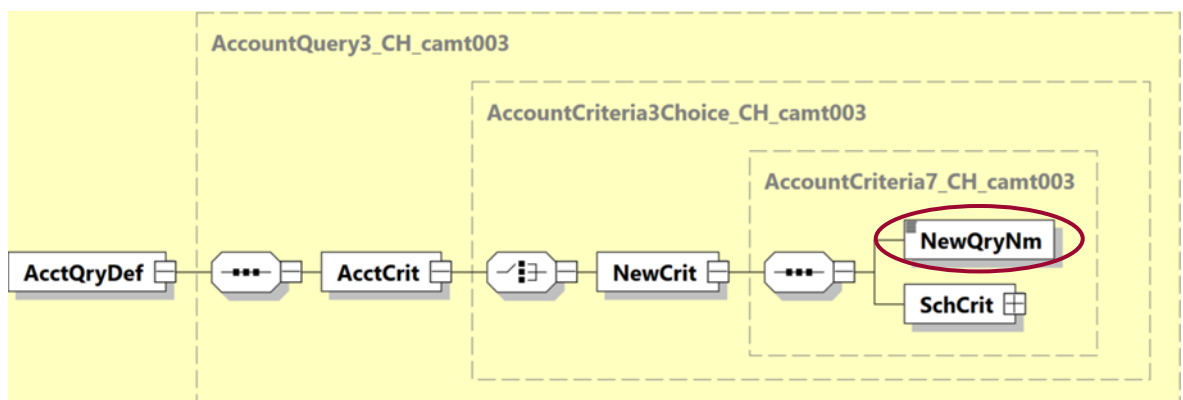 AccountQuery3_CH_camt003
AccountCriteria3Choice_CH_camt003
AccountCriteria7_CH_camt003
NewQryNm
AcctQryDef
AcctCrit
NewCrit
SchCrit